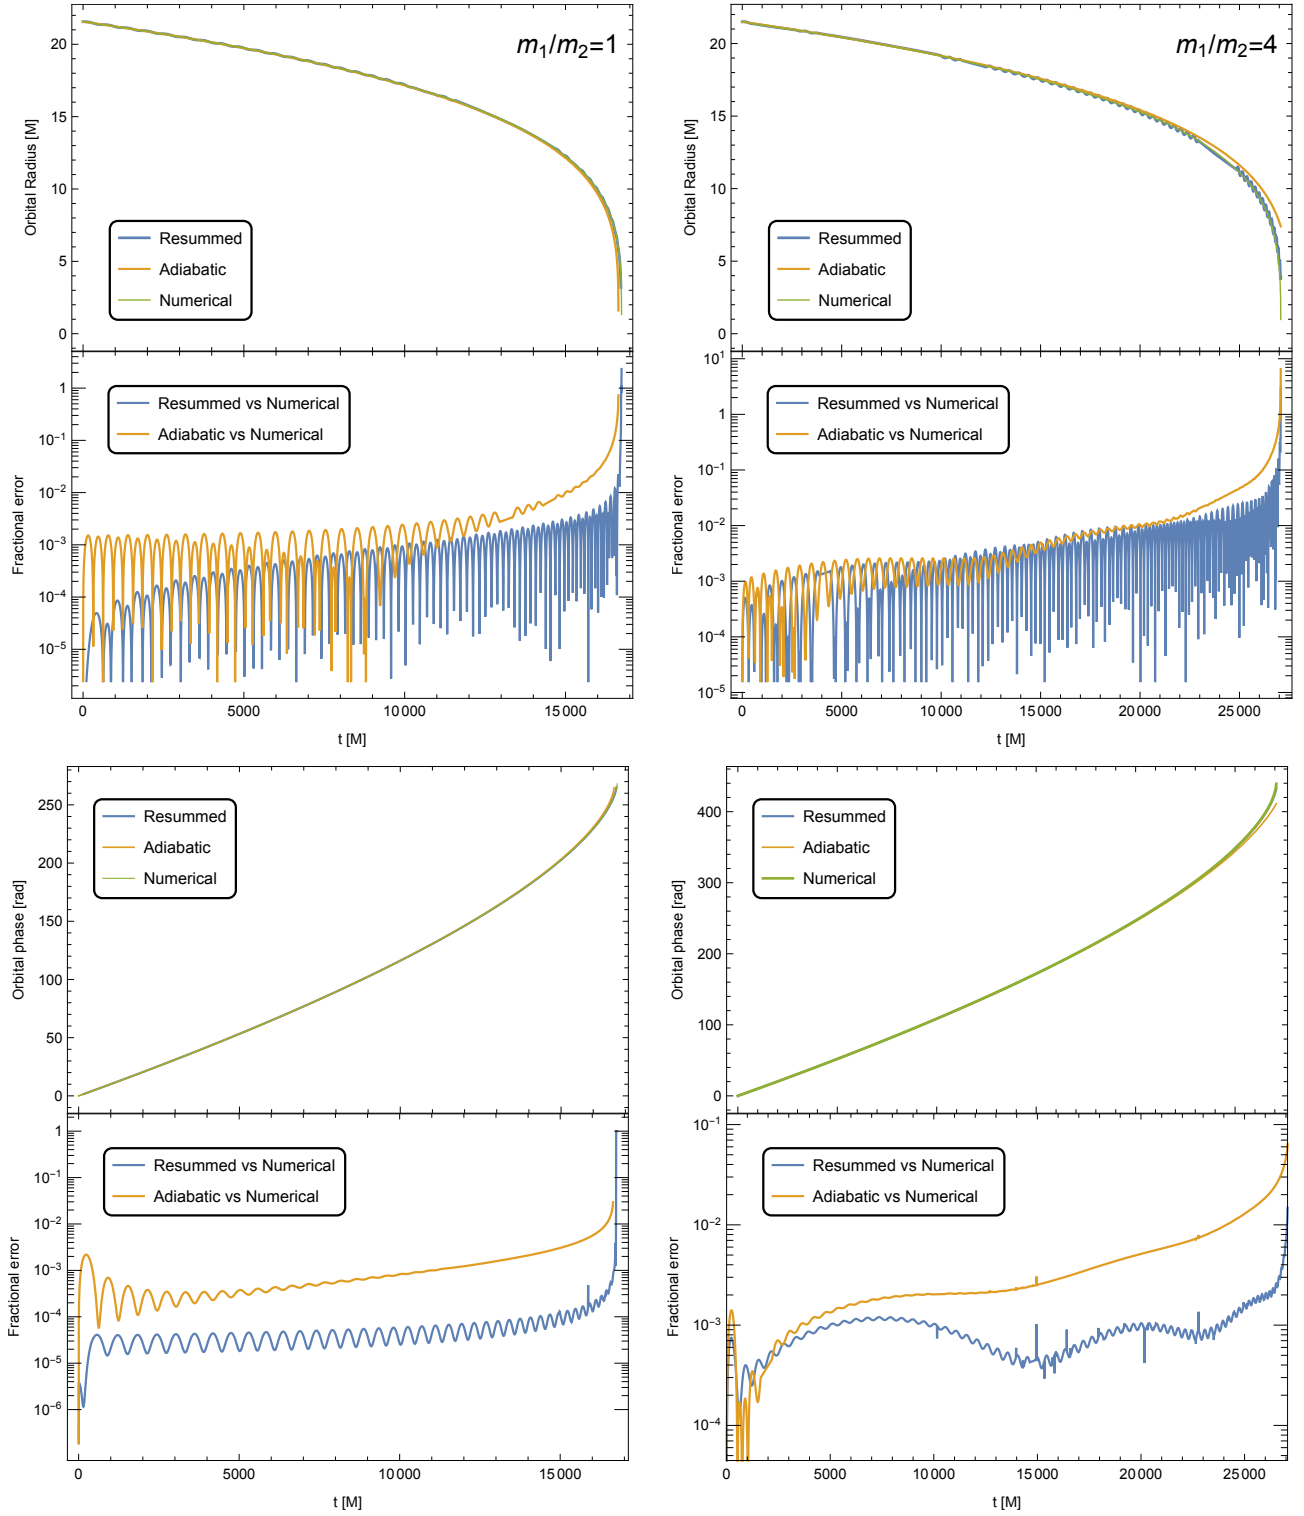 m₁/m₂=1
Orbital Radius [M]
20
15
10
5
0
Resummed
Adiabatic
Numerical
Fractional error
1
10⁻¹
10⁻²
10⁻³
10⁻⁴
10⁻⁵
Resummed vs Numerical
Adiabatic vs Numerical
0
5000
10000
15000
t [M]
m₁/m₂=4
Orbital Radius [M]
20
15
10
5
0
Resummed
Adiabatic
Numerical
Fractional error
10¹
1
10⁻¹
10⁻²
10⁻³
10⁻⁴
10⁻⁵
Resummed vs Numerical
Adiabatic vs Numerical
0
5000
10000
15000
20000
25000
t [M]
Orbital phase [rad]
250
200
150
100
50
0
Resummed
Adiabatic
Numerical
Fractional error
1
10⁻¹
10⁻²
10⁻³
10⁻⁴
10⁻⁵
10⁻⁶
Resummed vs Numerical
Adiabatic vs Numerical
0
5000
10000
15000
t [M]
Orbital phase [rad]
400
300
200
100
0
Resummed
Adiabatic
Numerical
Fractional error
10⁻¹
10⁻²
10⁻³
10⁻⁴
Resummed vs Numerical
Adiabatic vs Numerical
0
5000
10000
15000
20000
25000
t [M]